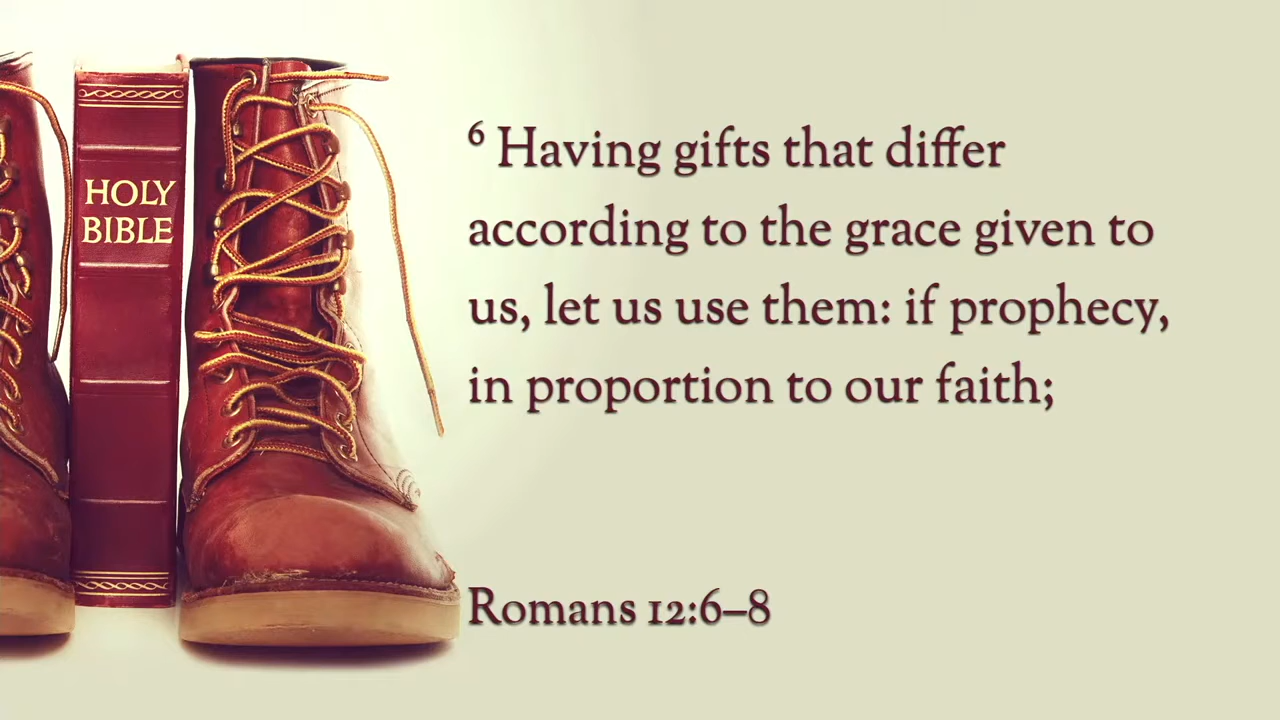 HOLY
BIBLE
⁶ Having gifts that differ
according to the grace given to
us, let us use them: if prophecy,
in proportion to our faith;
Romans 12:6–8